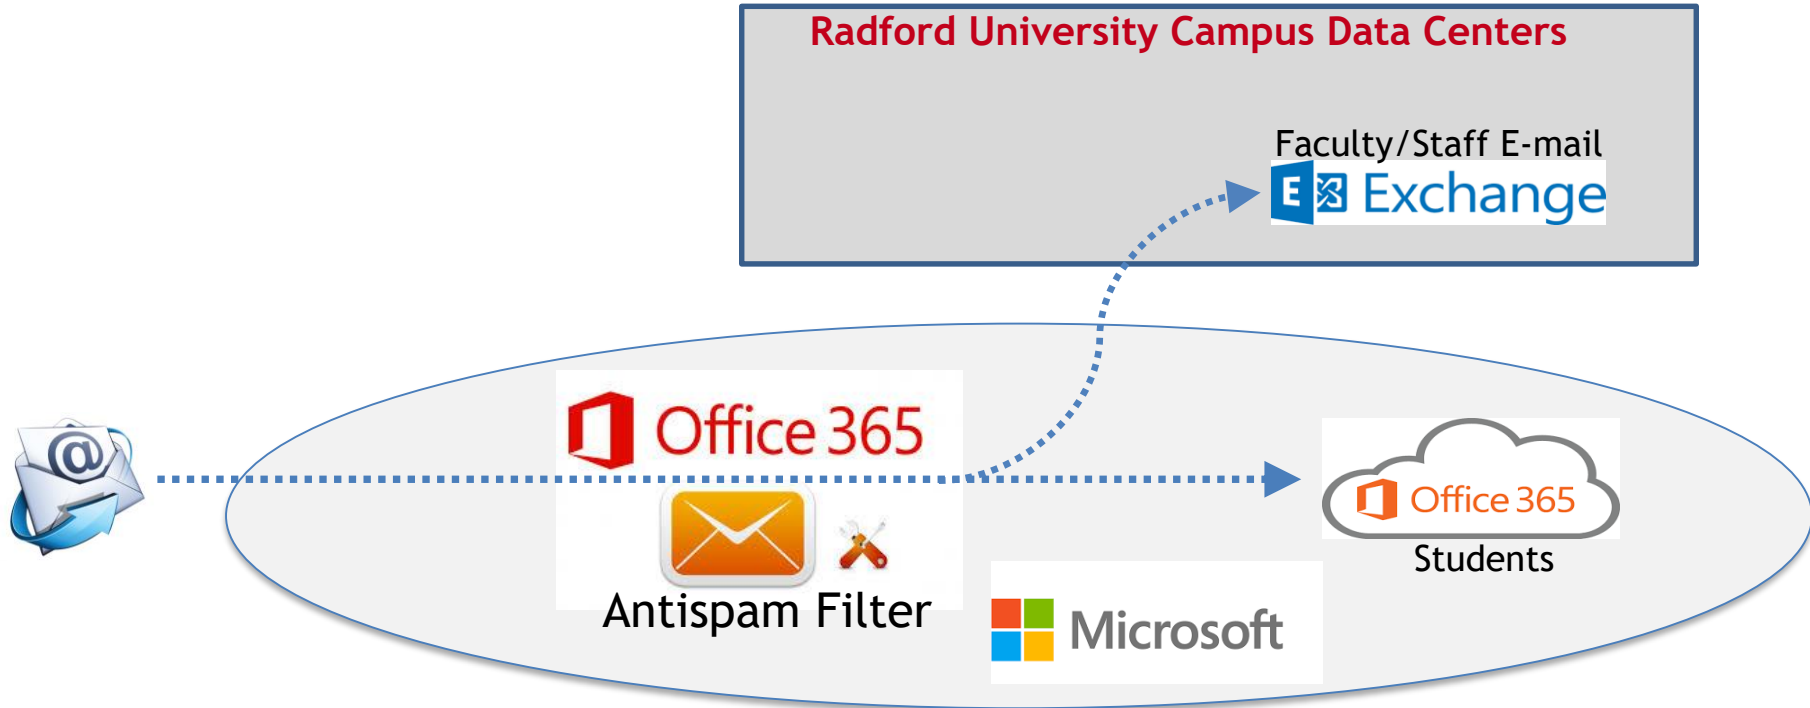 Radford University Campus Data Centers
Faculty/Staff E-mail
E Exchange
Office 365
@
Office 365
Students
Antispam Filter
Microsoft